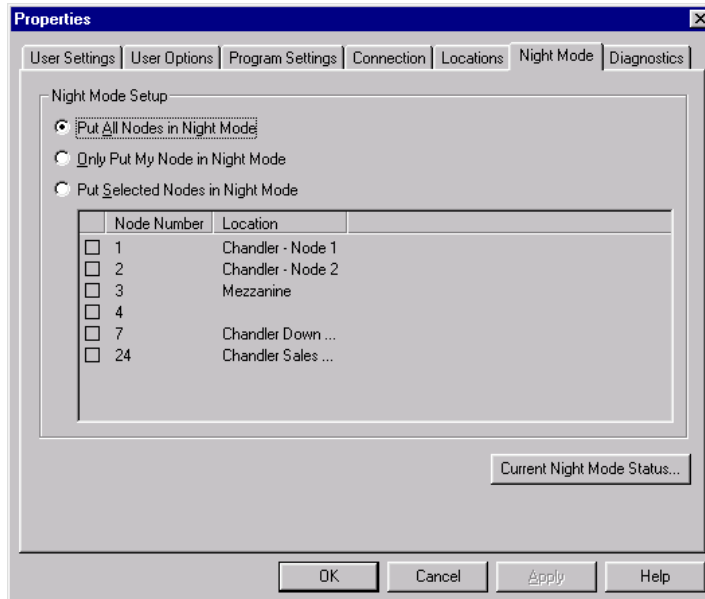 Properties
User Settings User Options Program Settings Connection Locations Night Mode Diagnostics
Night Mode Setup
Put All Nodes in Night Mode
Only Put My Node in Night Mode
Put Selected Nodes in Night Mode
Node Number Location
1 Chandler - Node 1
2 Chandler - Node 2
3 Mezzanine
4
7 Chandler Down ...
24 Chandler Sales ...
Current Night Mode Status...
OK Cancel Apply Help